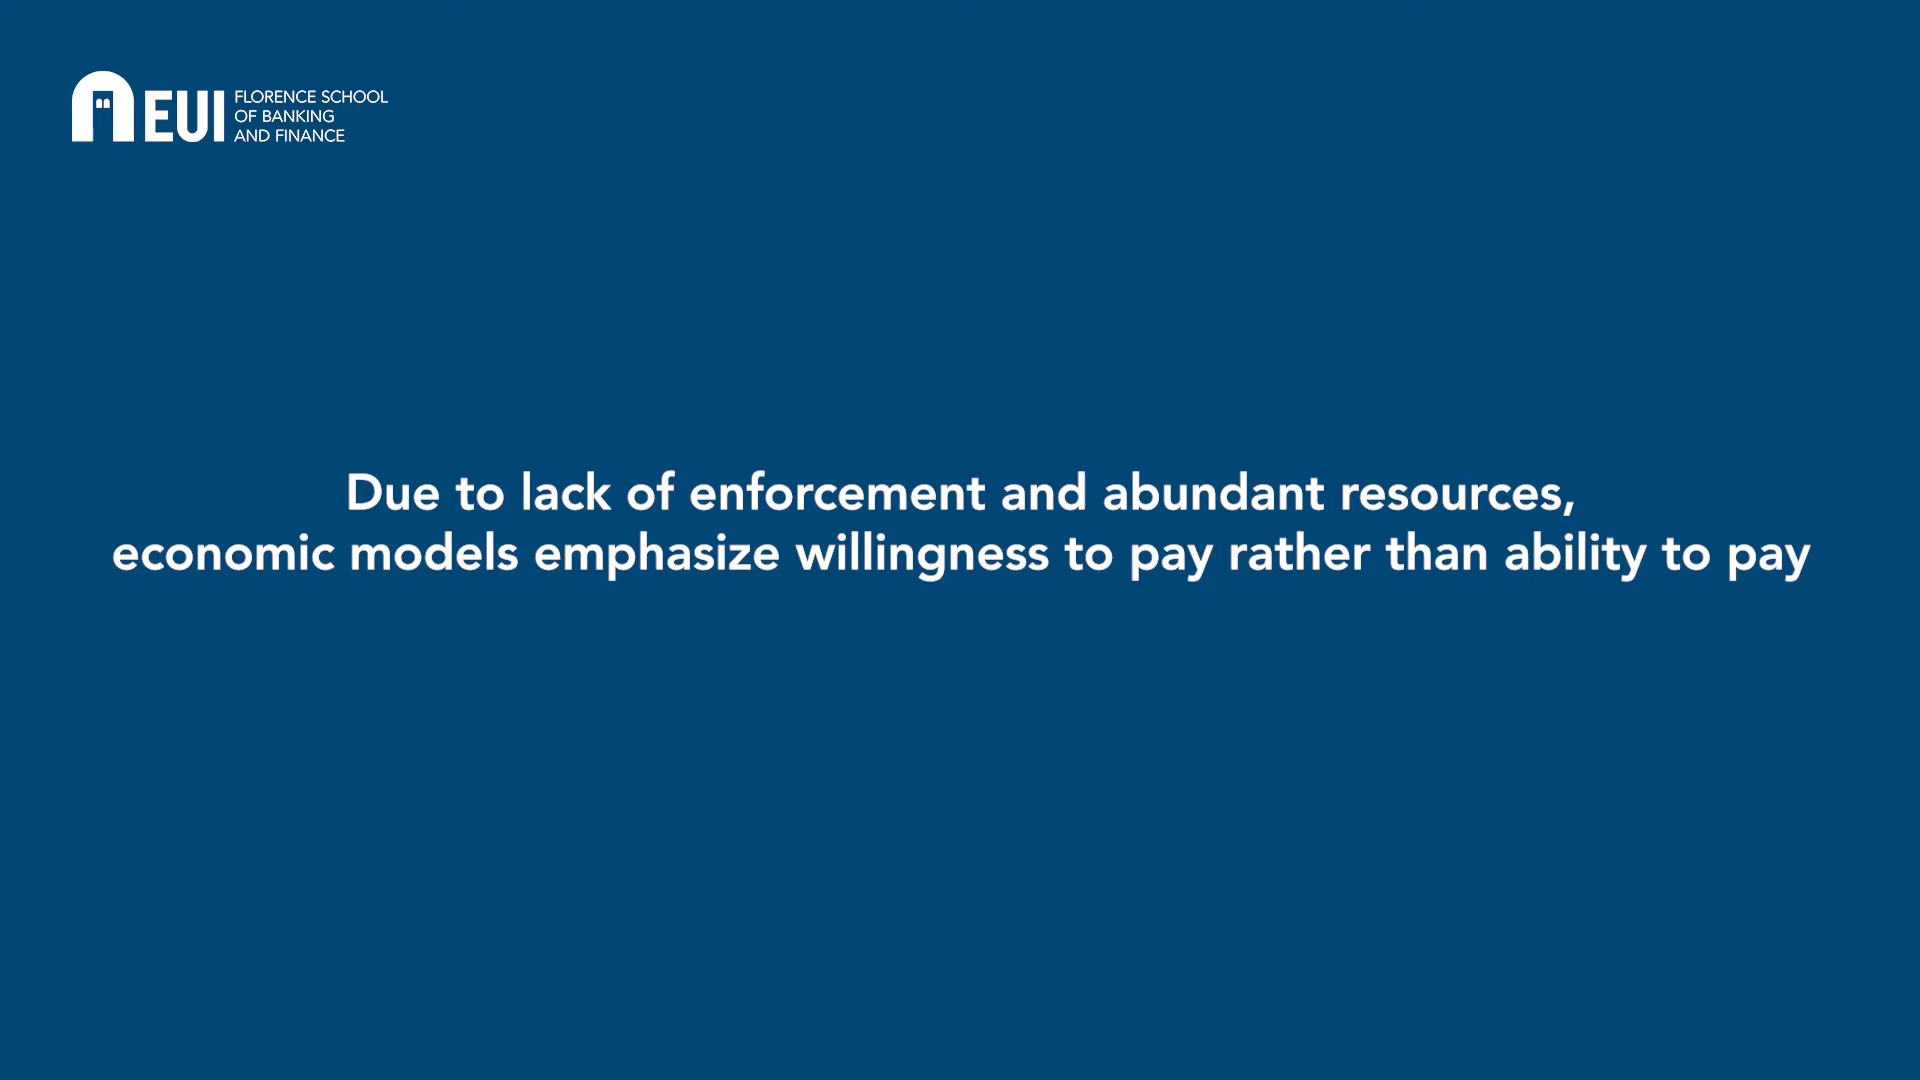 EUI
FLORENCE SCHOOL
OF BANKING
AND FINANCE
Due to lack of enforcement and abundant resources,
economic models emphasize willingness to pay rather than ability to pay